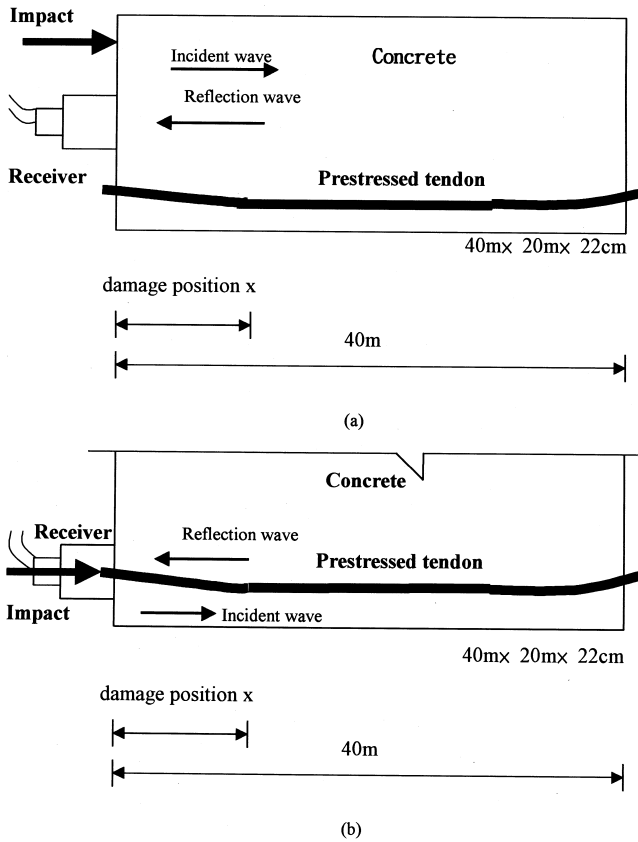 Impact
Incident wave
Concrete
Reflection wave
Receiver
Prestressed tendon
40m× 20m× 22cm
damage position x
40m
(a)
Concrete
Receiver
Reflection wave
Prestressed tendon
Impact
Incident wave
40m× 20m× 22cm
damage position x
40m
(b)